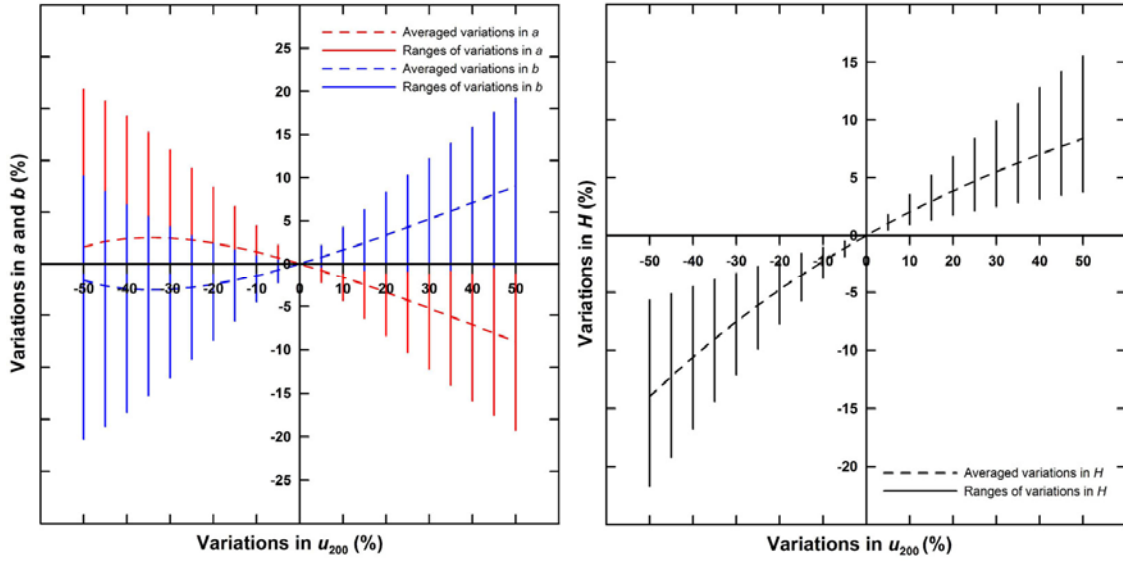 Averaged variations in a
Ranges of variations in a
Averaged variations in b
Ranges of variations in b
25
20
15
10
5
0
-5
-10
-15
-20
-25
-50 -40 -30 -20 -10 0 10 20 30 40 50
Variations in a and b (%)
Variations in u200 (%)
15
10
5
0
-5
-10
-15
-20
-50 -40 -30 -20 -10 0 10 20 30 40 50
Variations in H (%)
Averaged variations in H
Ranges of variations in H
Variations in u200 (%)